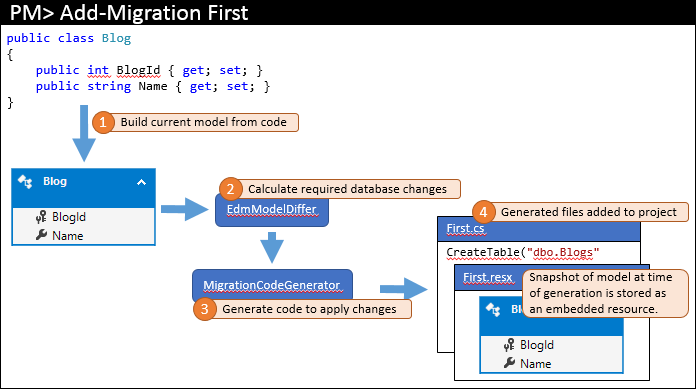 PM> Add-Migration First
public class Blog
{
public int BlogId { get; set; }
public string Name { get; set; }
}
1 Build current model from code
Blog
BlogId
Name
2 Calculate required database changes
EdmModelDiffer
MigrationCodeGenerator
3 Generate code to apply changes
4 Generated files added to project
First.cs
CreateTable("dbo.Blogs"
First.resx
Snapshot of model at time
of generation is stored as
an embedded resource.
BlogId
Name